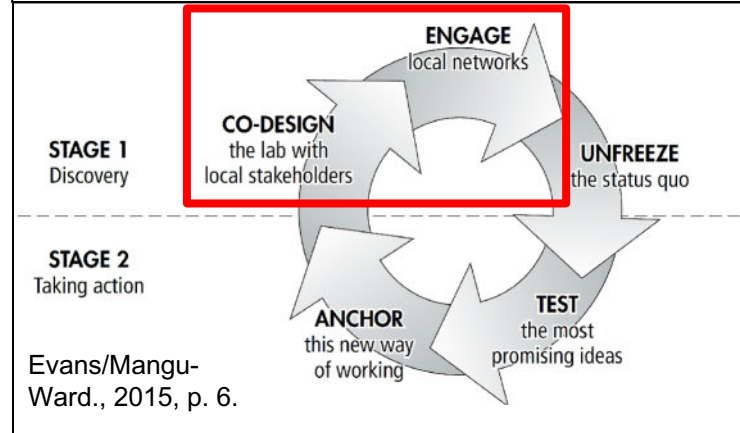 ENGAGE
local networks
CO-DESIGN
the lab with
local stakeholders
STAGE 1
Discovery
UNFREEZE
the status quo
STAGE 2
Taking action
TEST
the most
promising ideas
ANCHOR
this new way
of working
Evans/Mangu-
Ward., 2015, p. 6.